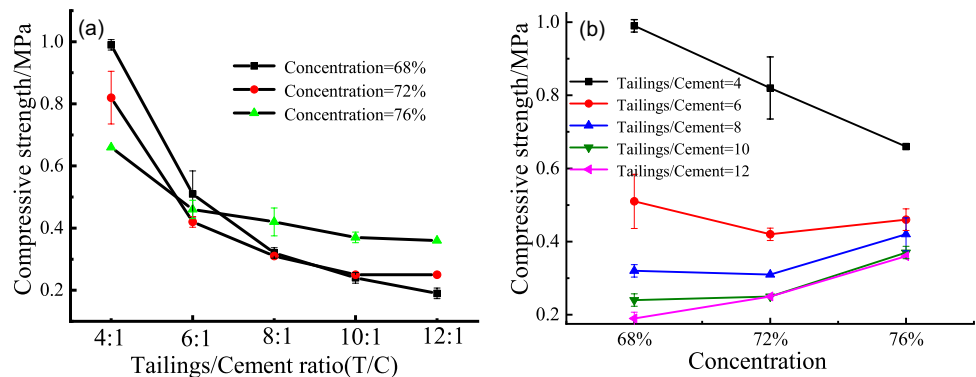 (a)
Compressive strength/MPa
1.0
0.8
0.6
0.4
0.2
Concentration=68%
Concentration=72%
Concentration=76%
4:1 6:1 8:1 10:1 12:1
Tailings/Cement ratio(T/C)
(b)
Compressive strength/MPa
1.0
0.8
0.6
0.4
0.2
Tailings/Cement=4
Tailings/Cement=6
Tailings/Cement=8
Tailings/Cement=10
Tailings/Cement=12
68% 72% 76%
Concentration